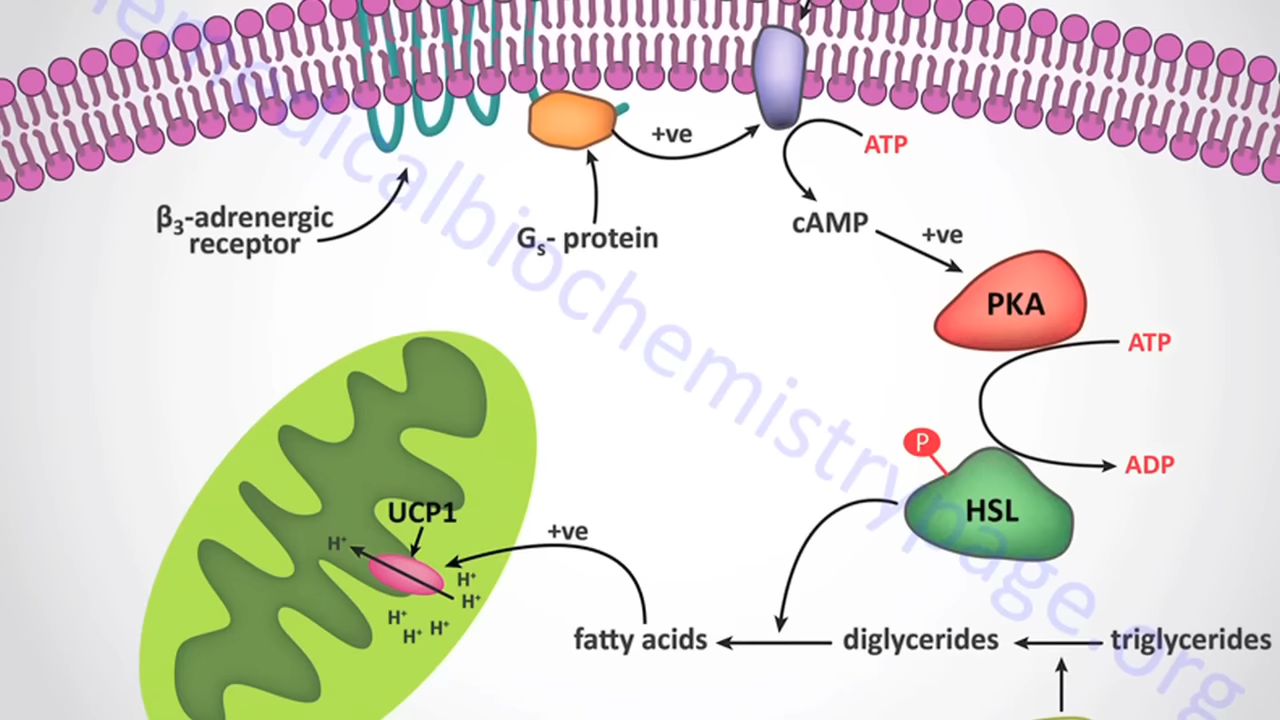 +ve
ATP
β₃-adrenergic
receptor
Gₛ- protein
cAMP
+ve
PKA
ATP
P
ADP
HSL
UCP1
H⁺
+ve
H⁺
H⁺
H⁺
H⁺
H⁺
fatty acids
diglycerides
triglycerides
themedicalbiochemistrypage.org